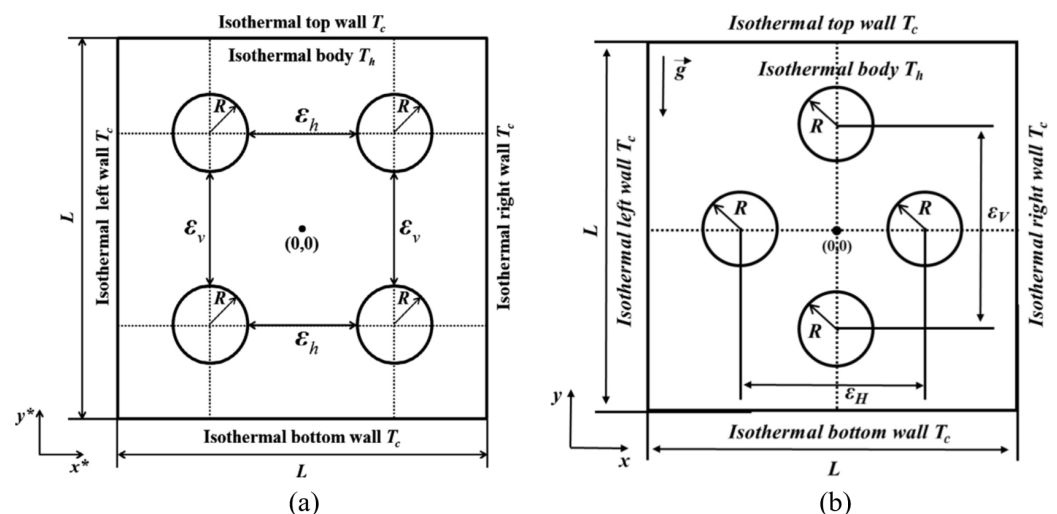 Isothermal top wall T_c
Isothermal body T_h
R
R
ε_h
L
Isothermal left wall T_c
Isothermal right wall T_c
ε_v
ε_v
(0,0)
R
R
ε_h
y*
x*
Isothermal bottom wall T_c
L
(a)
Isothermal top wall T_c
g
Isothermal body T_h
R
L
Isothermal left wall T_c
Isothermal right wall T_c
R
R
ε_V
(0,0)
R
ε_H
y
x
Isothermal bottom wall T_c
L
(b)